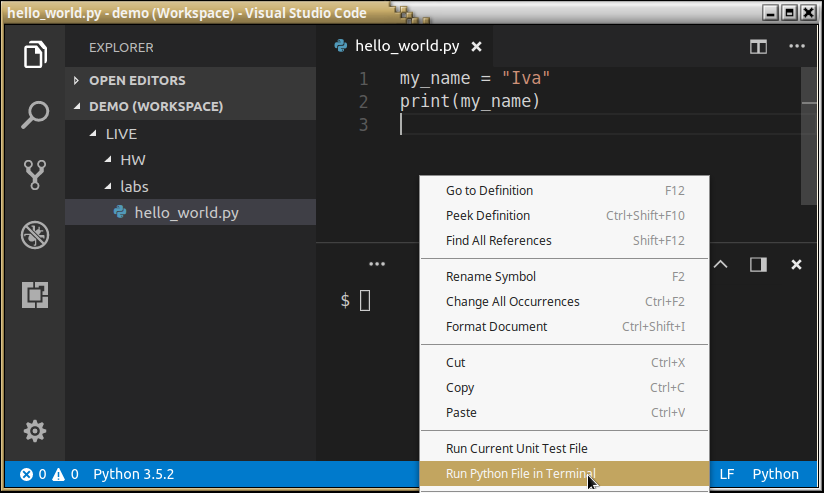 hello_world.py - demo (Workspace) - Visual Studio Code
EXPLORER
OPEN EDITORS
DEMO (WORKSPACE)
LIVE
HW
labs
hello_world.py
hello_world.py
1 my_name = "Iva"
2 print(my_name)
3
$
Go to Definition F12
Peek Definition Ctrl+Shift+F10
Find All References Shift+F12
Rename Symbol F2
Change All Occurrences Ctrl+F2
Format Document Ctrl+Shift+I
Cut Ctrl+X
Copy Ctrl+C
Paste Ctrl+V
Run Current Unit Test File
Run Python File in Terminal
0 0 Python 3.5.2 LF Python